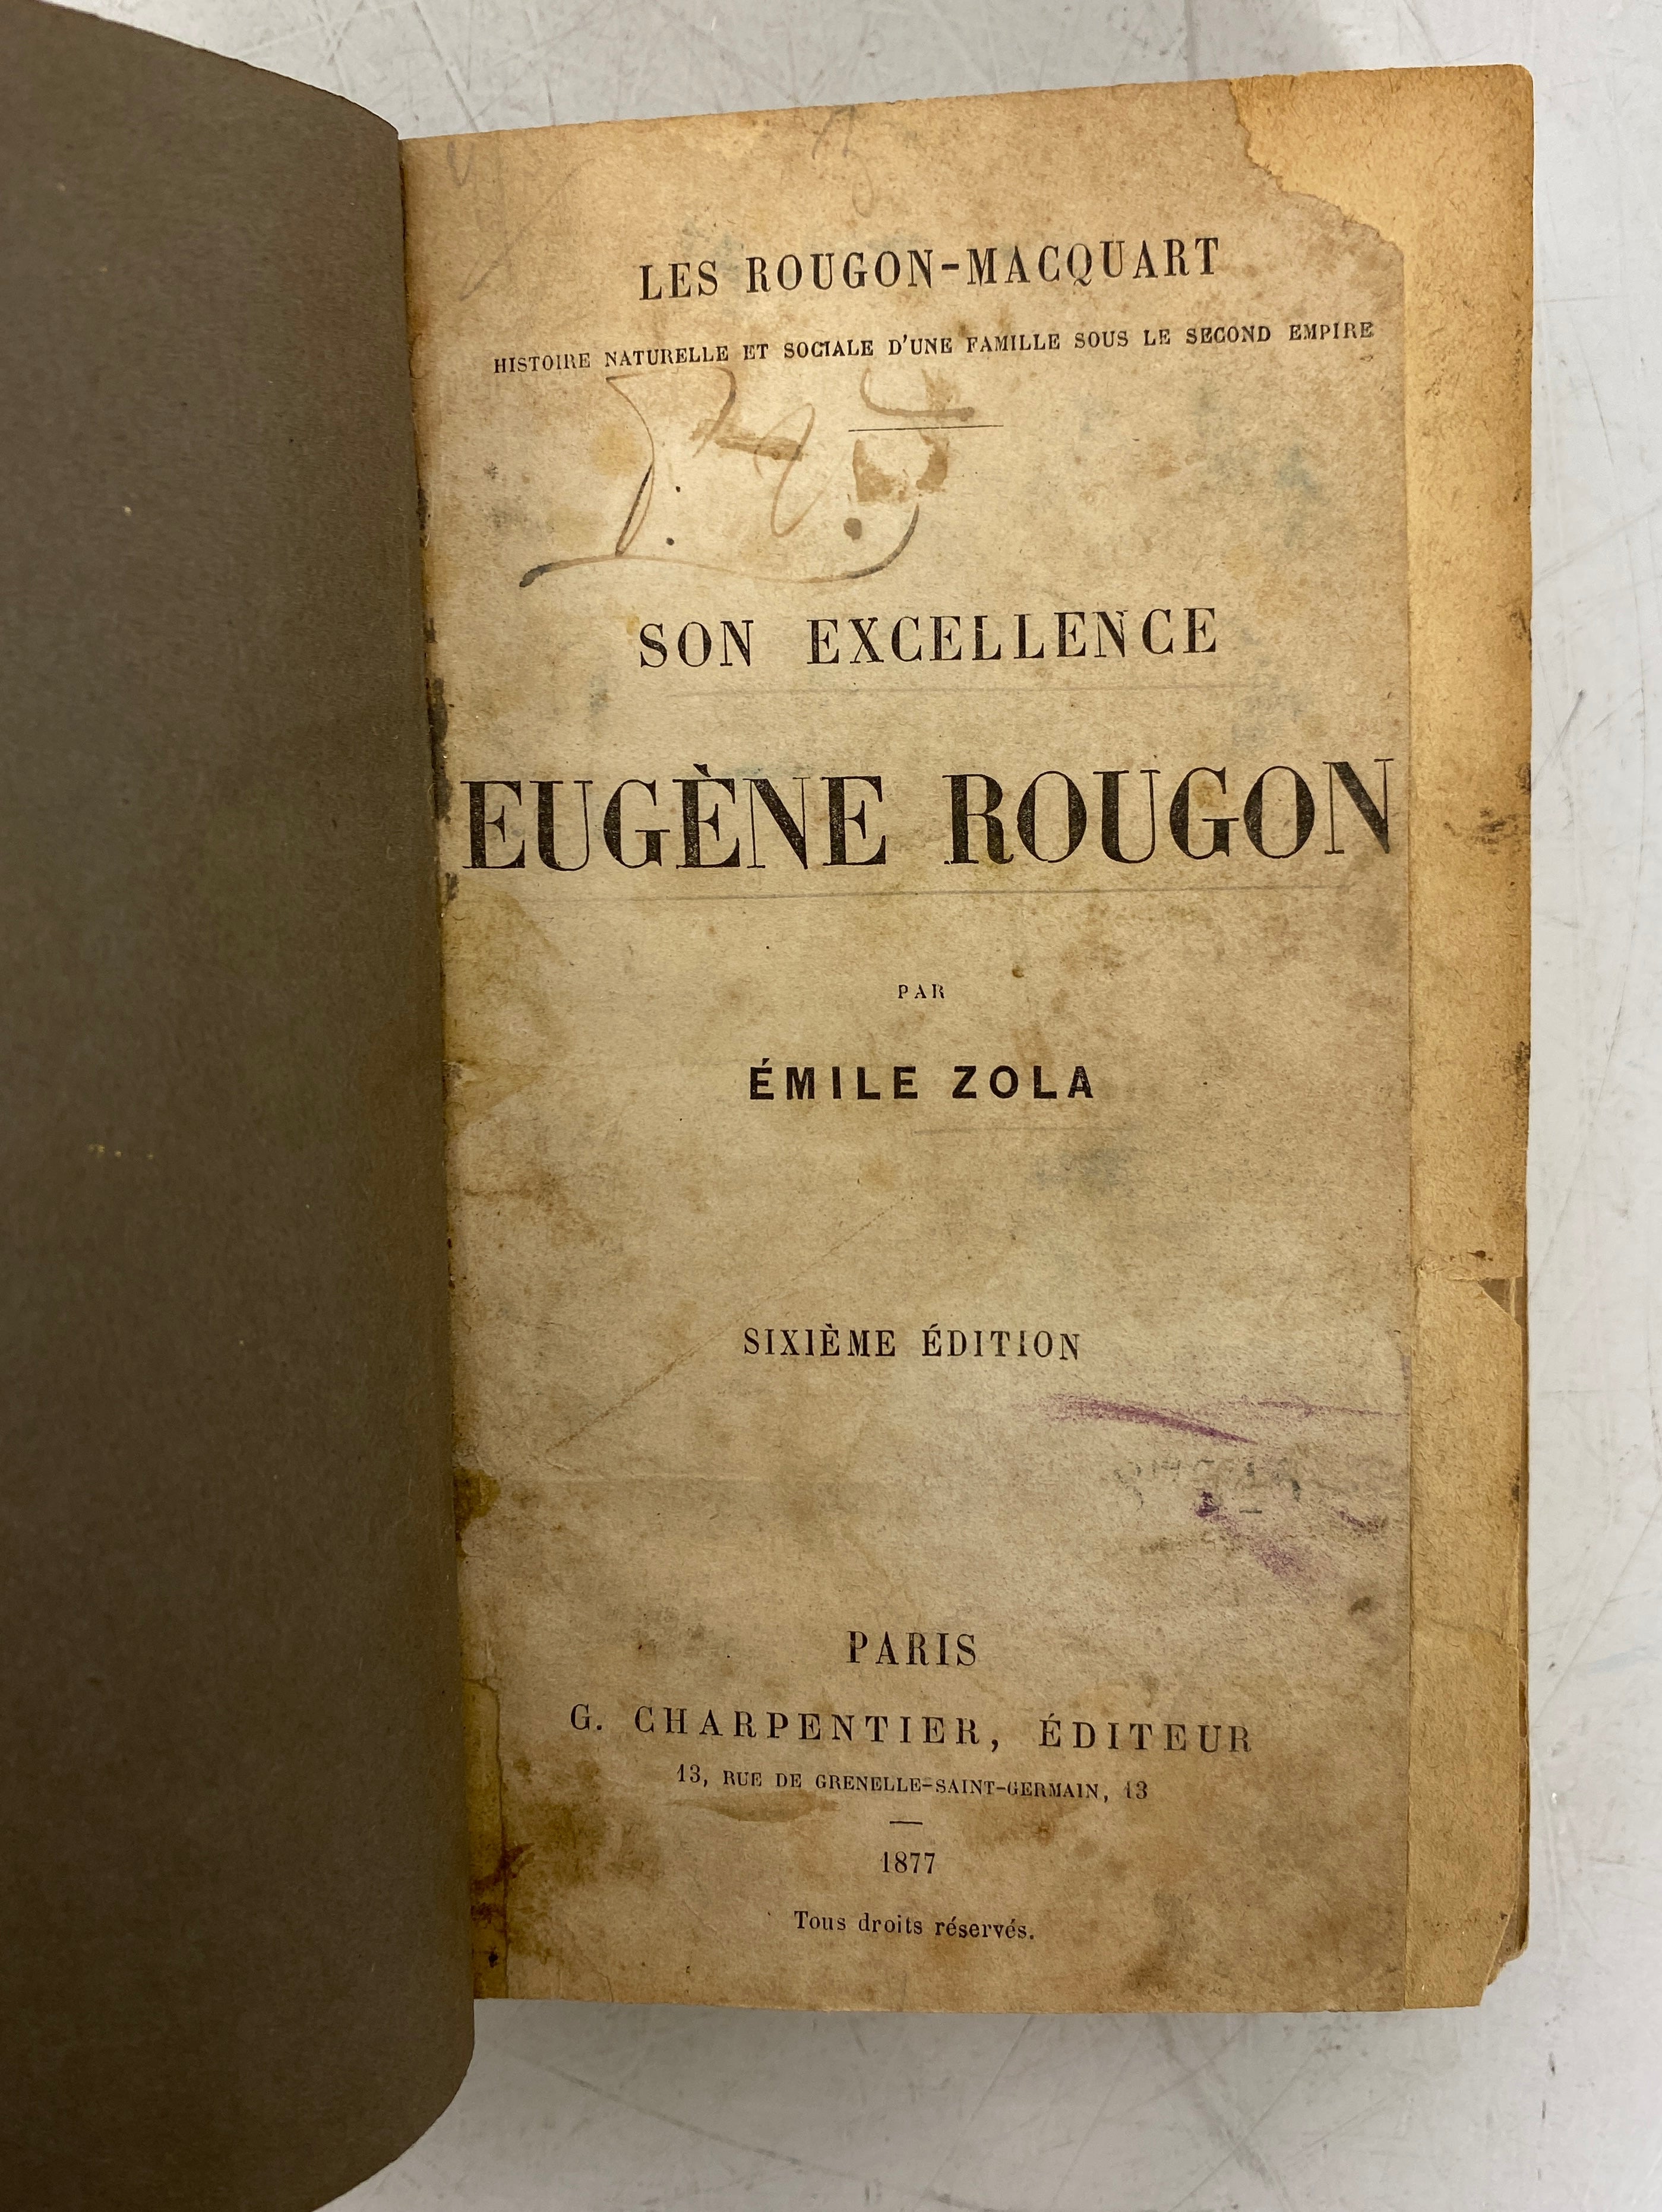 LES ROUGON-MACQUART
HISTOIRE NATURELLE ET SOCIALE D'UNE FAMILLE SOUS LE SECOND EMPIRE
SON EXCELLENCE
EUGÈNE ROUGON
PAR
ÉMILE ZOLA
SIXIÈME ÉDITION
PARIS
G. CHARPENTIER, ÉDITEUR
13, RUE DE GRENELLE-SAINT-GERMAIN, 13
1877
Tous droits réservés.